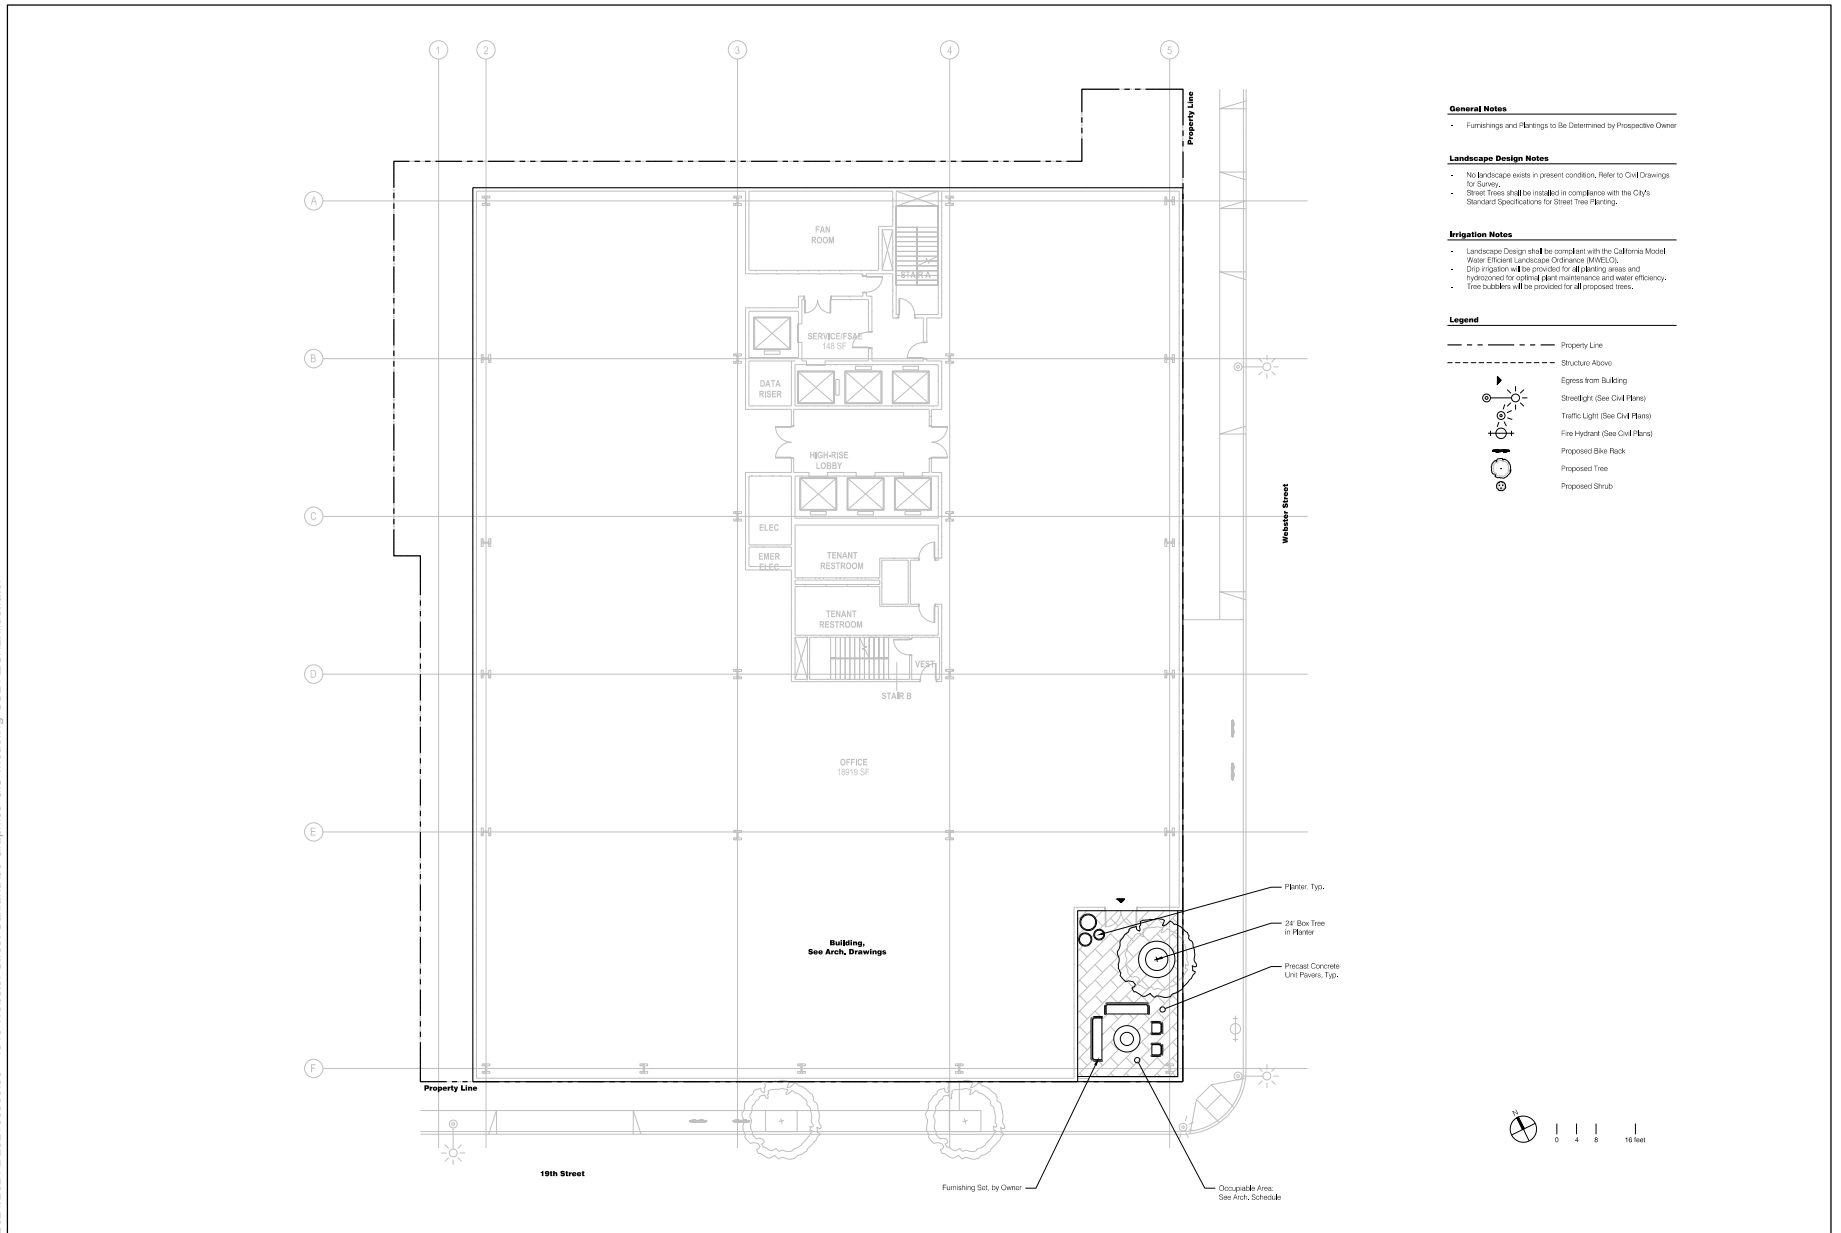 1
2
3
4
5
A
B
C
D
E
F
Property Line
FAN
ROOM
STAIR A
SERVICE/FSAE
148 SF
DATA
RISER
HIGH-RISE
LOBBY
ELEC
EMER
ELEC
TENANT
RESTROOM
TENANT
RESTROOM
VEST
STAIR B
OFFICE
18919 SF
Building,
See Arch. Drawings
Webster Street
Planter, Typ.
24" Box Tree
in Planter
Precast Concrete
Unit Pavers, Typ.
Property Line
19th Street
Furnishing Set, by Owner
Occupiable Area:
See Arch. Schedule
General Notes
- Furnishings and Plantings to Be Determined by Prospective Owner
Landscape Design Notes
- No landscape exists in present condition. Refer to Civil Drawings
for Survey.
- Street Trees shall be installed in compliance with the City's
Standard Specifications for Street Tree Planting.
Irrigation Notes
- Landscape Design shall be compliant with the California Model
Water Efficient Landscape Ordinance (MWELO).
- Drip irrigation will be provided for all planting areas and
hydrozoned for optimal plant maintenance and water efficiency.
- Tree bubblers will be provided for all proposed trees.
Legend
Property Line
Structure Above
Egress from Building
Streetlight (See Civil Plans)
Traffic Light (See Civil Plans)
Fire Hydrant (See Civil Plans)
Proposed Bike Rack
Proposed Tree
Proposed Shrub
N
0 4 8 16 feet